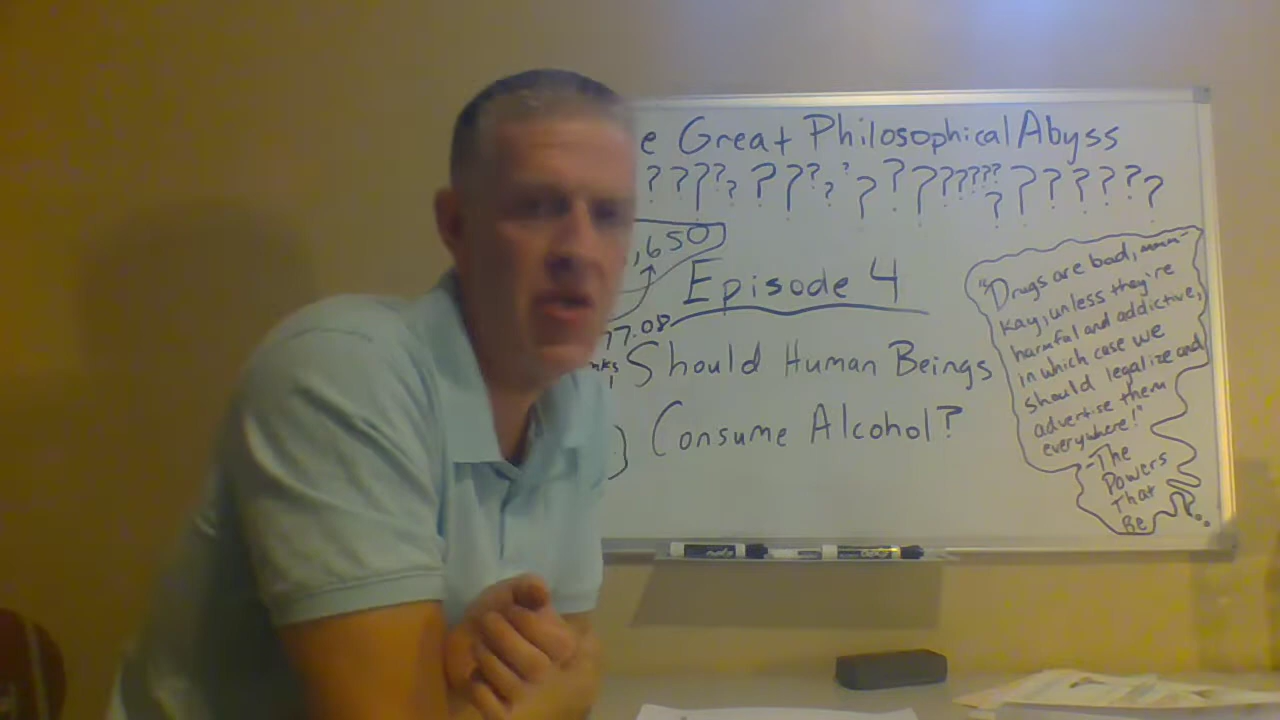 e Great Philosophical Abyss
? ? ? ? ? ? ? ? ? ? ? ? ? ? ? ? ? ? ? ? ? ? ? ? ? ?
,650
Episode 4
77.08
Should Human Beings
Consume Alcohol?
"Drugs are bad, mmm-
kay, unless they're
harmful and addictive,
in which case we
should legalize and
advertise them
everywhere!"
-The
Powers
That
Be